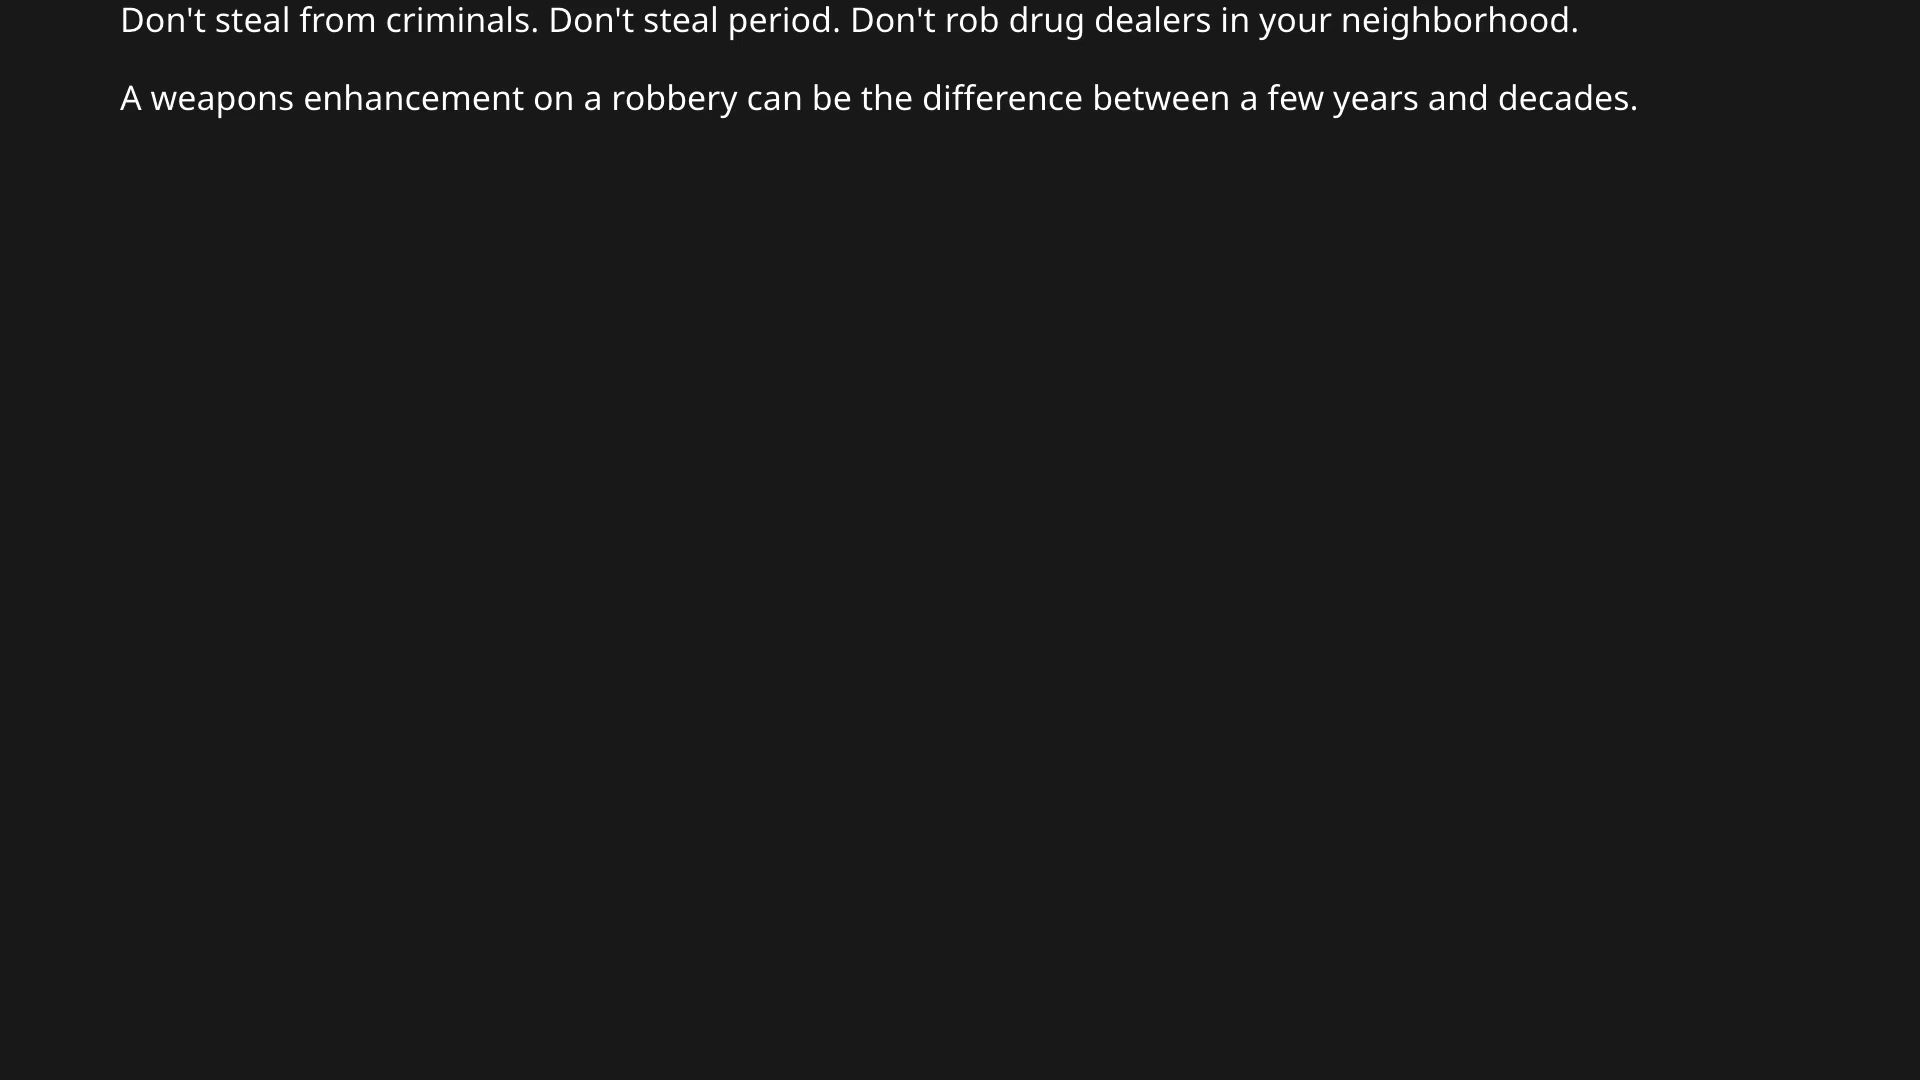 Don't steal from criminals. Don't steal period. Don't rob drug dealers in your neighborhood.
A weapons enhancement on a robbery can be the difference between a few years and decades.